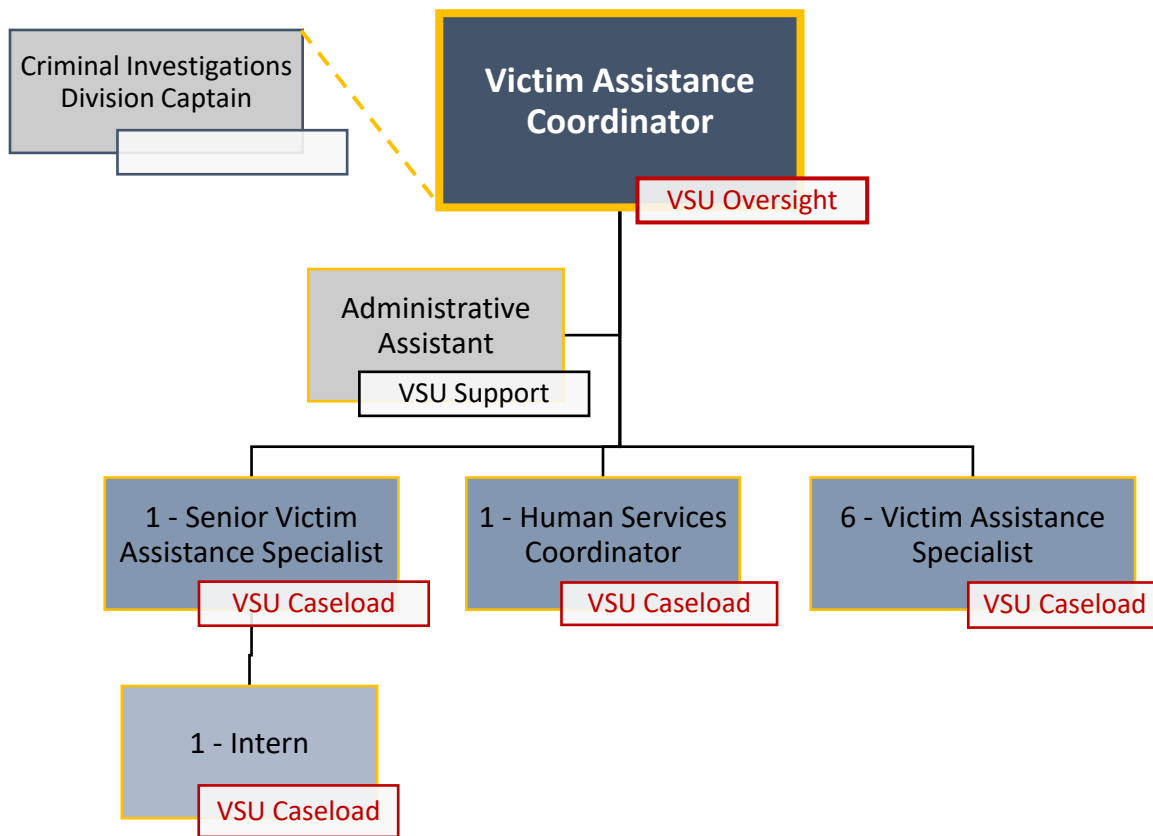 Criminal Investigations
Division Captain
Victim Assistance
Coordinator
VSU Oversight
Administrative
Assistant
VSU Support
1 - Senior Victim
Assistance Specialist
VSU Caseload
1 - Human Services
Coordinator
VSU Caseload
6 - Victim Assistance
Specialist
VSU Caseload
1 - Intern
VSU Caseload